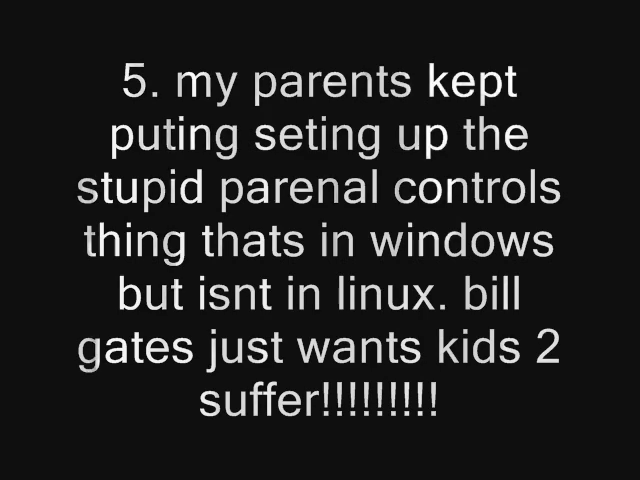 5. my parents kept
puting seting up the
stupid parenal controls
thing thats in windows
but isnt in linux. bill
gates just wants kids 2
suffer!!!!!!!!!